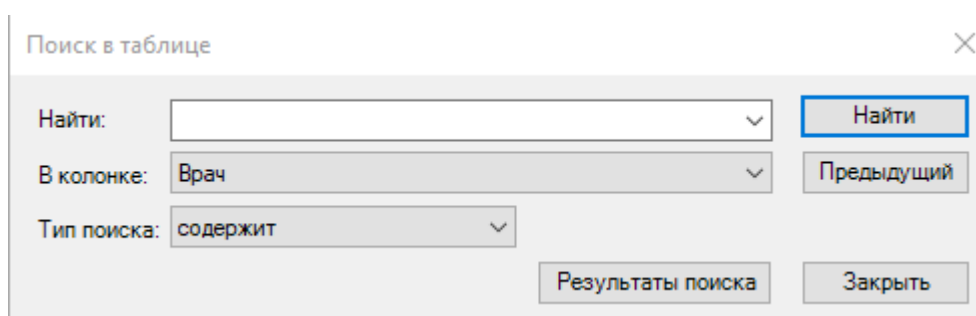 Поиск в таблице
Найти:
Найти
В колонке: Врач
Предыдущий
Тип поиска: содержит
Результаты поиска
Закрыть